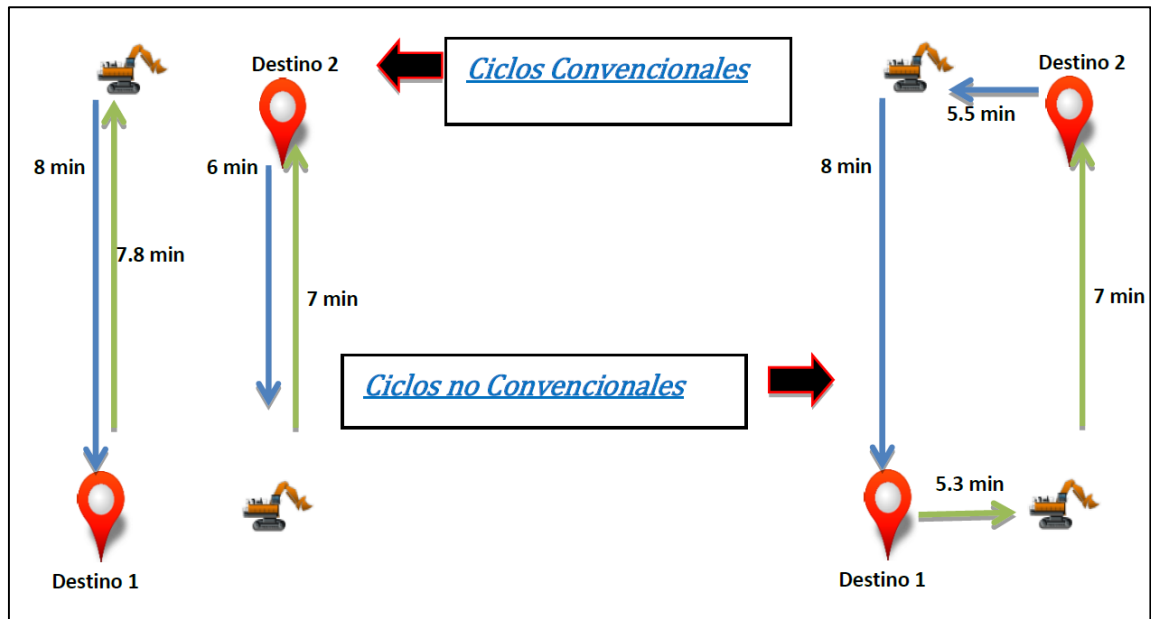 Destino 2
8 min
6 min
7.8 min
7 min
Destino 1
Ciclos Convencionales
Ciclos no Convencionales
Destino 2
5.5 min
8 min
7 min
5.3 min
Destino 1